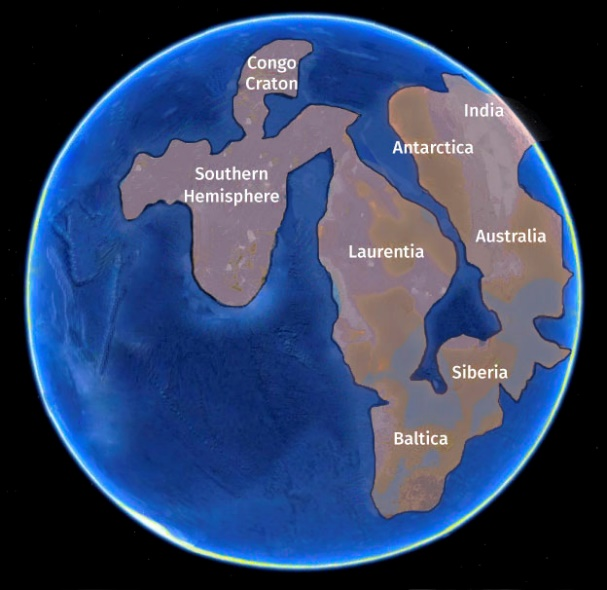 Congo
Craton
India
Antarctica
Southern
Hemisphere
Australia
Laurentia
Siberia
Baltica